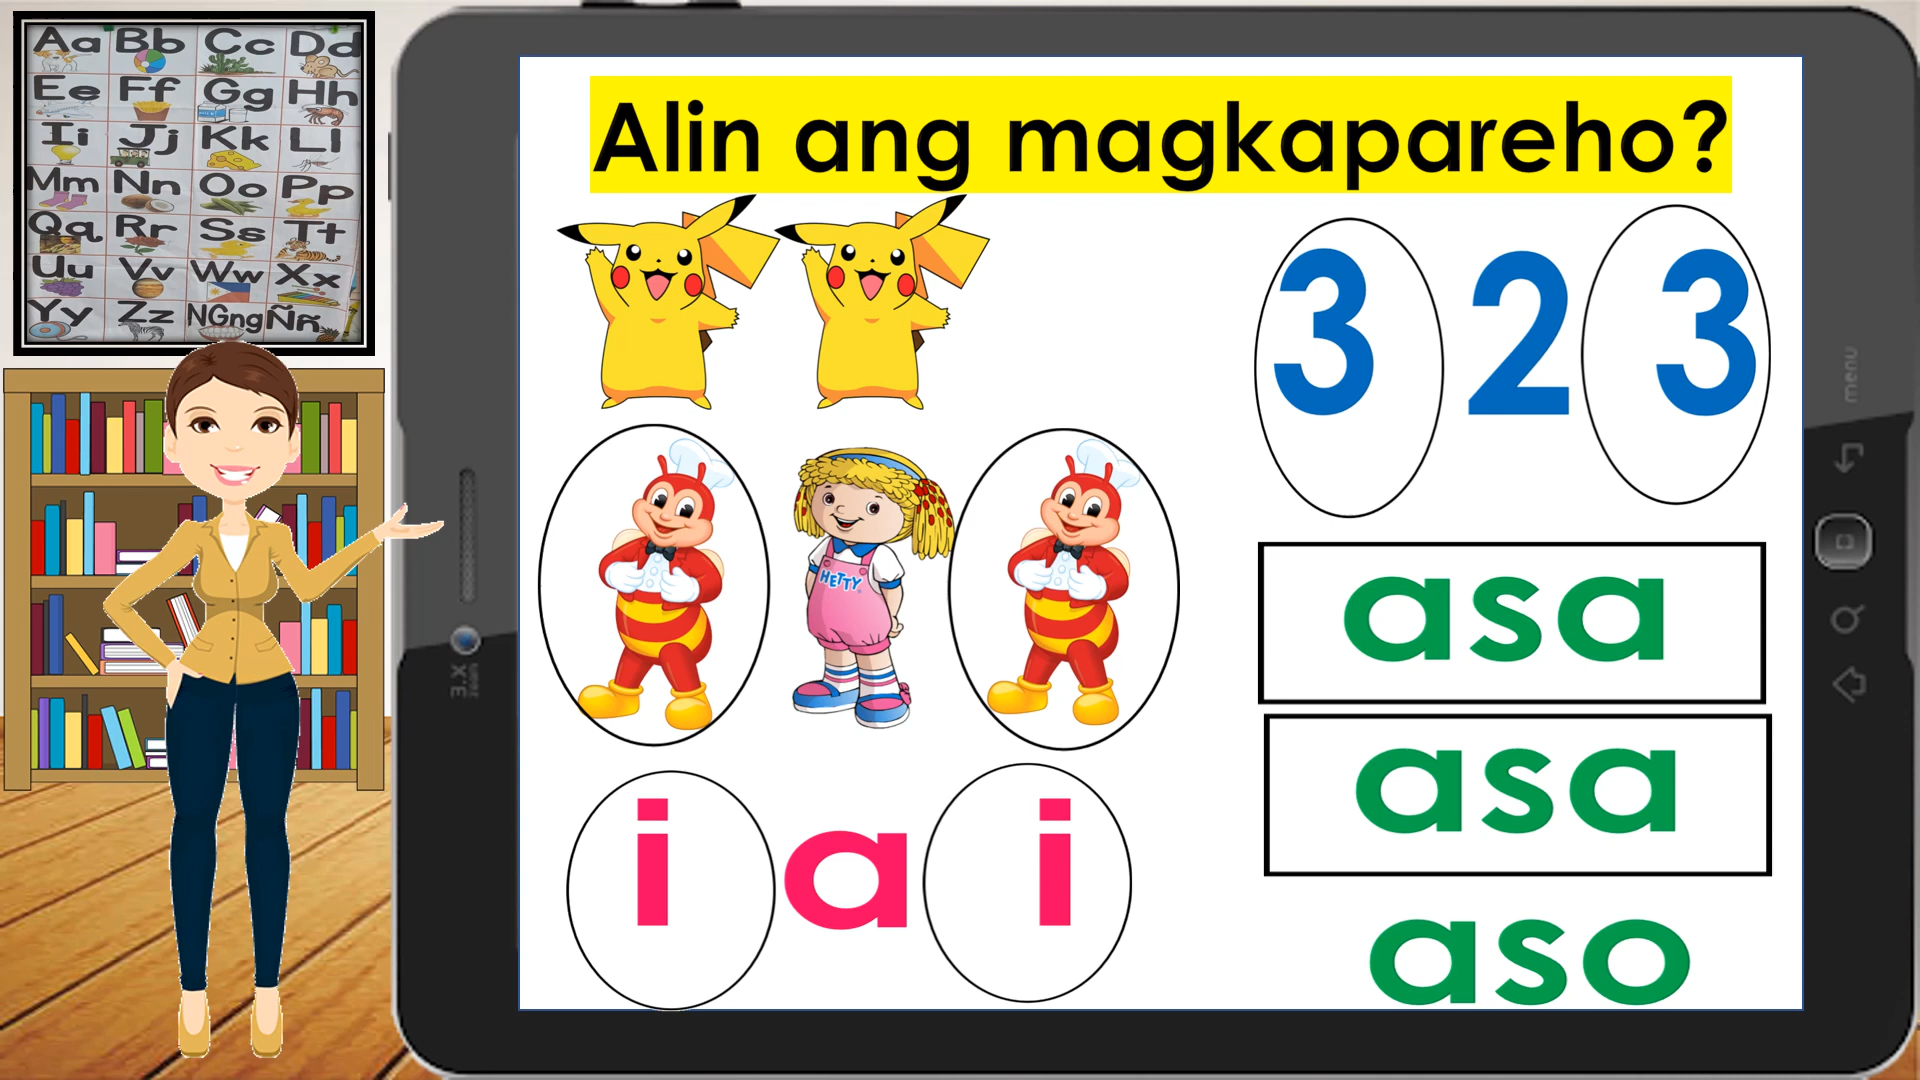 Aa Bb Cc Dd
Ee Ff Gg Hh
Ii Jj Kk Ll
Mm Nn Oo Pp
Qq Rr Ss Tt
Uu Vv Ww Xx
Yy Zz NGng Ññ
Alin ang magkapareho?
3 2 3
HETTY
i a i
asa
asa
aso
menu
3.X